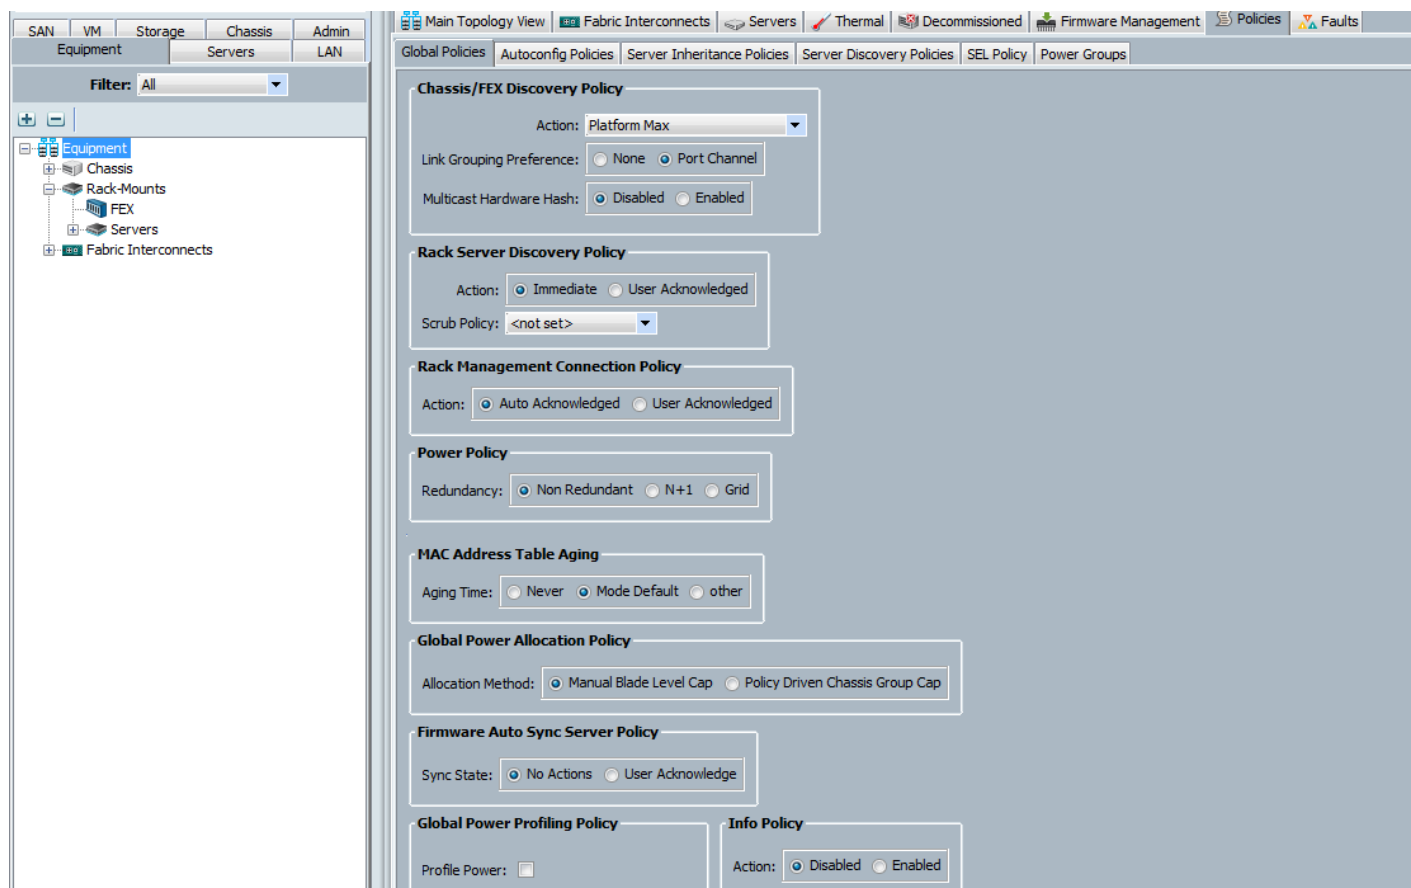 SAN VM Storage Chassis Admin
Equipment Servers LAN
Filter: All
Equipment
Chassis
Rack-Mounts
FEX
Servers
Fabric Interconnects
Main Topology View Fabric Interconnects Servers Thermal Decommissioned Firmware Management Policies Faults
Global Policies Autoconfig Policies Server Inheritance Policies Server Discovery Policies SEL Policy Power Groups
Chassis/FEX Discovery Policy
Action: Platform Max
Link Grouping Preference: None Port Channel
Multicast Hardware Hash: Disabled Enabled
Rack Server Discovery Policy
Action: Immediate User Acknowledged
Scrub Policy: <not set>
Rack Management Connection Policy
Action: Auto Acknowledged User Acknowledged
Power Policy
Redundancy: Non Redundant N+1 Grid
MAC Address Table Aging
Aging Time: Never Mode Default other
Global Power Allocation Policy
Allocation Method: Manual Blade Level Cap Policy Driven Chassis Group Cap
Firmware Auto Sync Server Policy
Sync State: No Actions User Acknowledge
Global Power Profiling Policy Info Policy
Profile Power: Action: Disabled Enabled